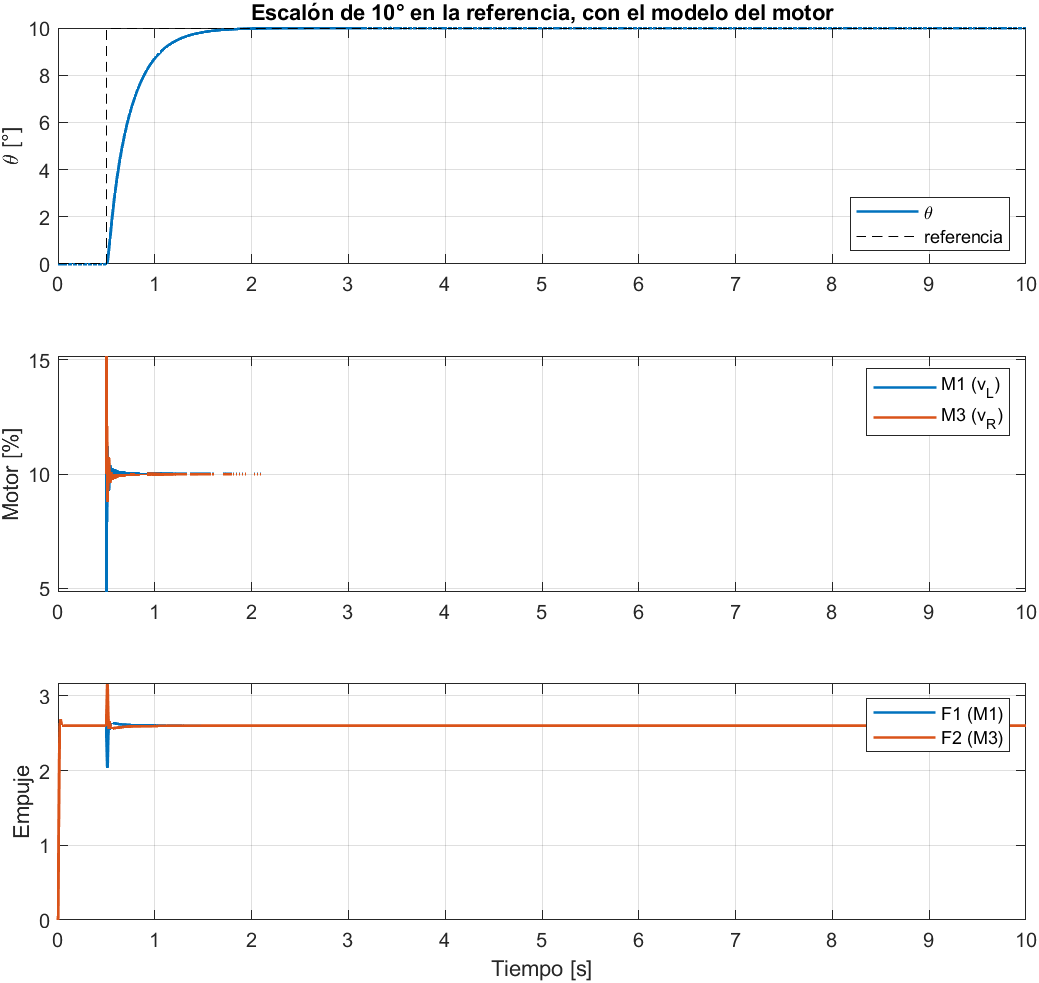 Escalón de 10° en la referencia, con el modelo del motor
θ [°]
10
8
6
4
2
0
0 1 2 3 4 5 6 7 8 9 10
θ
referencia
Motor [%]
15
10
5
0 1 2 3 4 5 6 7 8 9 10
M1 (v_L)
M3 (v_R)
Empuje
3
2
1
0
0 1 2 3 4 5 6 7 8 9 10
F1 (M1)
F2 (M3)
Tiempo [s]